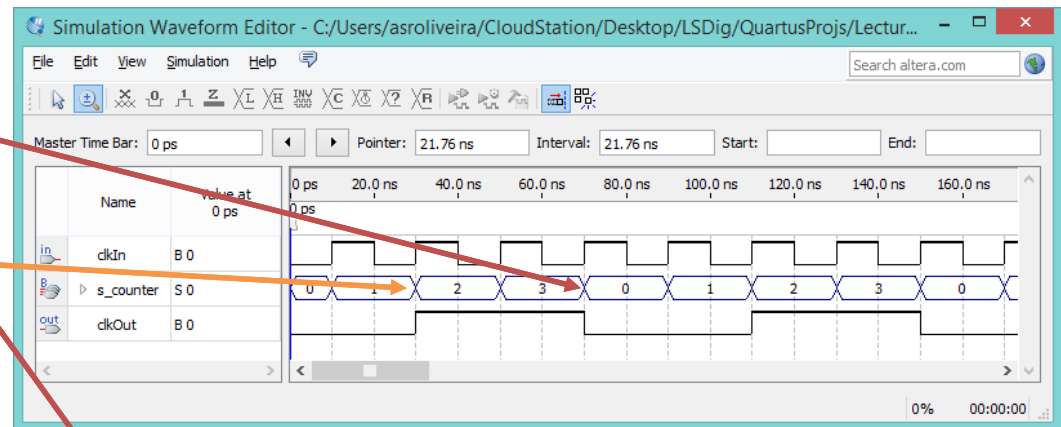 Simulation Waveform Editor - C:/Users/asroliveira/CloudStation/Desktop/LSDig/QuartusProjs/Lectur...
File Edit View Simulation Help
Search altera.com
Master Time Bar: 0 ps Pointer: 21.76 ns Interval: 21.76 ns Start: End:
Name Value at 0 ps
0 ps 20.0 ns 40.0 ns 60.0 ns 80.0 ns 100.0 ns 120.0 ns 140.0 ns 160.0 ns
0 ps
in clkIn B 0
B s_counter S 0 0 1 2 3 0 1 2 3 0
out clkOut B 0
0% 00:00:00